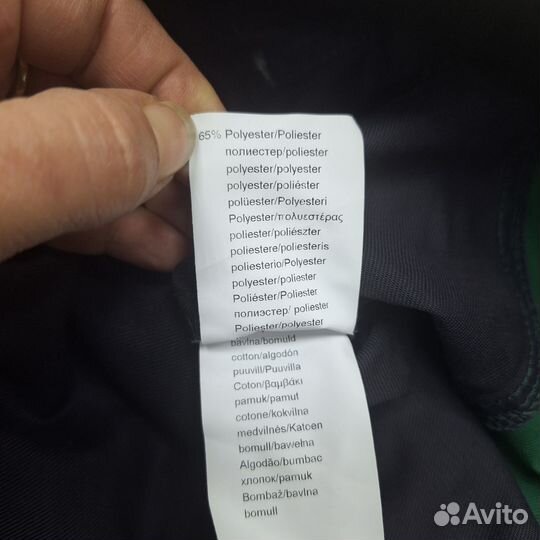 65% Polyester/Poliester
полиестер/poliester
polyester/polyester
polyester/poliéster
polüester/Polyesteri
Polyester/πολυεστέρας
poliester/poliészter
poliestere/poliesteris
poliesterio/Polyester
polyester/poliester
Poliéster/Poliester
полиэстер/ poliester
Poliester/polyester
bavlna/bomuld
cotton/algodón
puuvill/Puuvilla
Coton/βαμβάκι
pamuk/pamut
cotone/kokvilna
medvilnės/Katoen
bomull/bawełna
Algodão/bumbac
хлопок/pamuk
Bombaž/bavlna
bomull
Avito